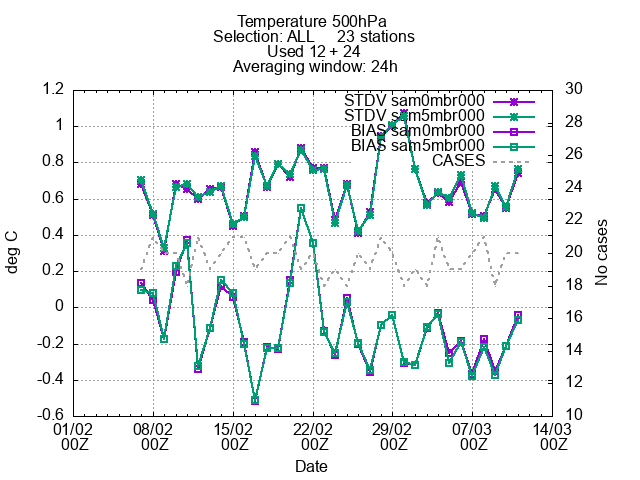 Temperature 500hPa
Selection: ALL 23 stations
Used 12 + 24
Averaging window: 24h
STDV sam0mbr000
STDV sam5mbr000
BIAS sam0mbr000
BIAS sam5mbr000
CASES
deg C
1.2
1
0.8
0.6
0.4
0.2
0
-0.2
-0.4
-0.6
No cases
30
28
26
24
22
20
18
16
14
12
10
01/02 08/02 15/02 22/02 29/02 07/03 14/03
00Z 00Z 00Z 00Z 00Z 00Z 00Z
Date